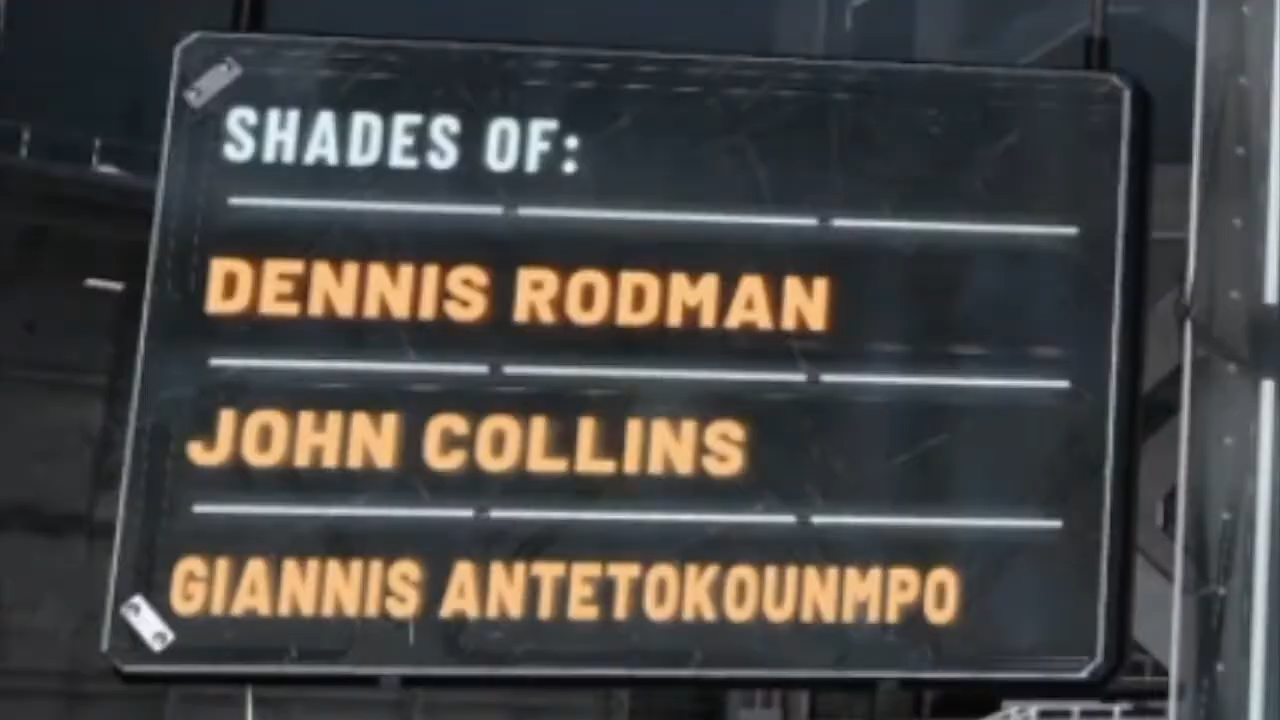 SHADES OF:
DENNIS RODMAN
JOHN COLLINS
GIANNIS ANTETOKOUNMPO